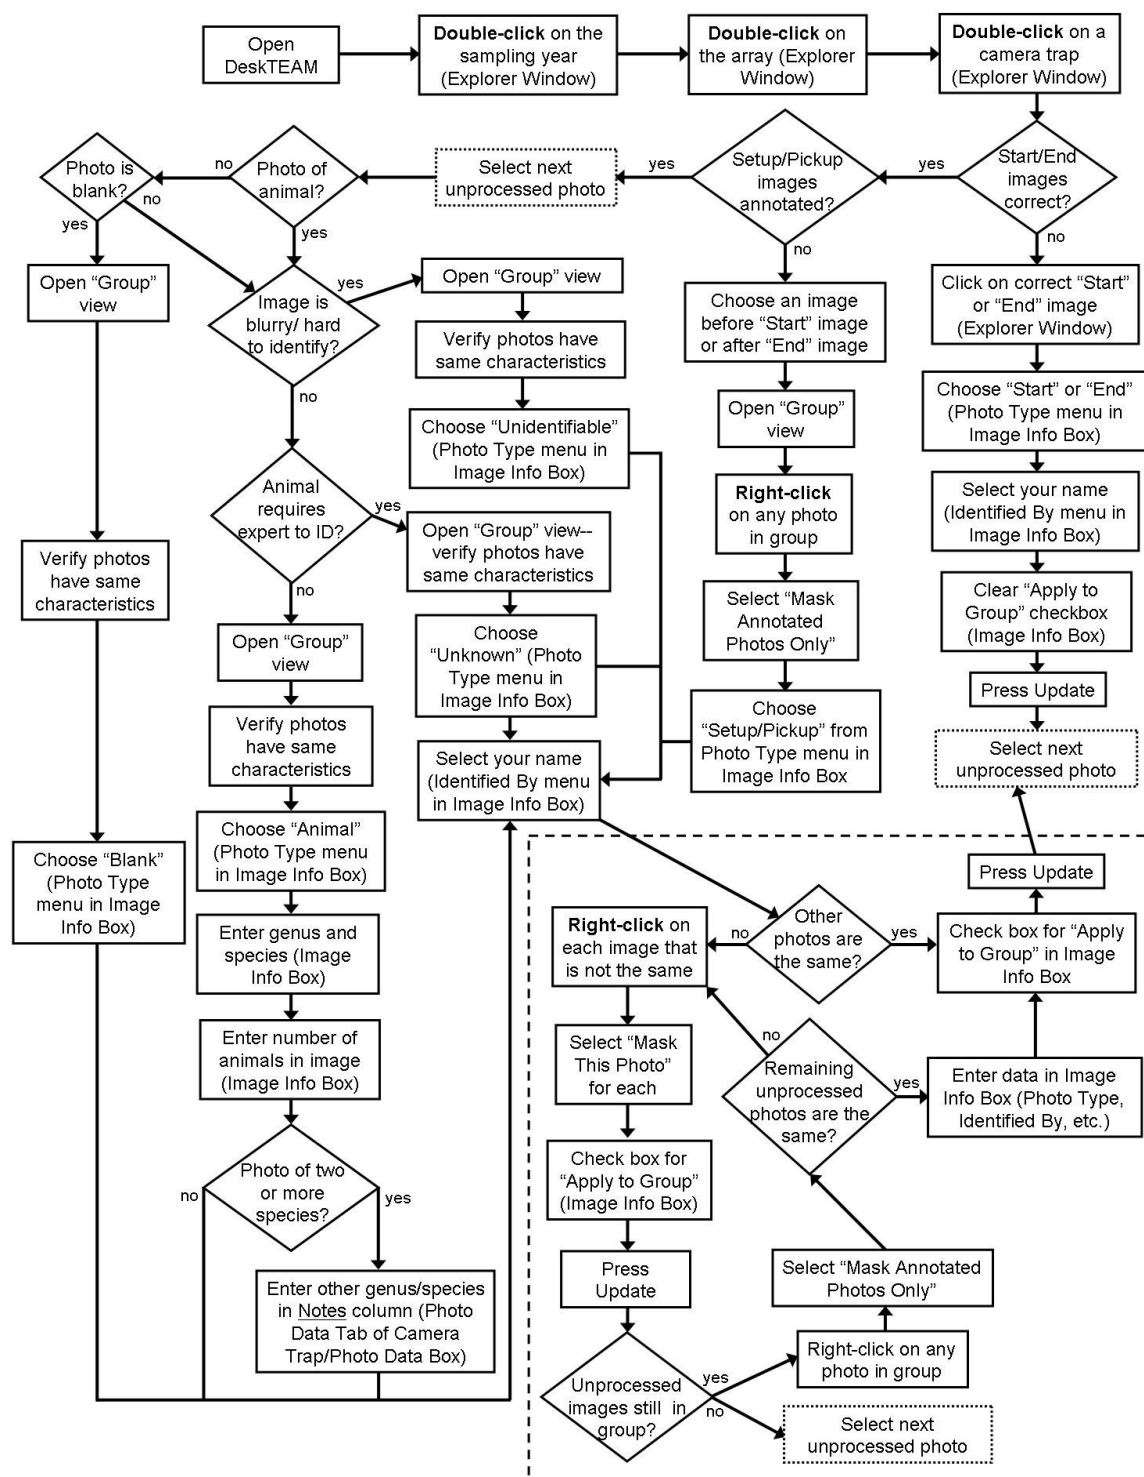 Open
DeskTEAM
Double-click on the
sampling year
(Explorer Window)
Double-click on
the array (Explorer
Window)
Double-click on a
camera trap
(Explorer Window)
Photo is
blank?
no
Photo of
animal?
Select next
unprocessed photo
yes
Setup/Pickup
images
annotated?
yes
Start/End
images
correct?
no
yes
yes
no
no
Open “Group”
view
Image is
blurry/ hard
to identify?
yes
Open “Group” view
Choose an image
before “Start” image
or after “End” image
Click on correct “Start”
or “End” image
(Explorer Window)
Verify photos have
same characteristics
no
Choose “Unidentifiable”
(Photo Type menu in
Image Info Box)
Open “Group”
view
Choose “Start” or “End”
(Photo Type menu in
Image Info Box)
Animal
requires
expert to ID?
yes
Open “Group” view--
verify photos have
same characteristics
Right-click
on any photo
in group
Select your name
(Identified By menu in
Image Info Box)
Verify photos
have same
characteristics
no
Choose
“Unknown” (Photo
Type menu in
Image Info Box)
Select “Mask
Annotated
Photos Only”
Clear “Apply to
Group” checkbox
(Image Info Box)
Open “Group”
view
Press Update
Verify photos
have same
characteristics
Select your name
(Identified By menu
in Image Info Box)
Choose
“Setup/Pickup” from
Photo Type menu in
Image Info Box
Select next
unprocessed photo
Choose “Blank”
(Photo Type
menu in Image
Info Box)
Choose “Animal”
(Photo Type menu
in Image Info Box)
Press Update
Enter genus and
species (Image
Info Box)
Right-click on
each image that
is not the same
no
Other
photos are
the same?
yes
Check box for “Apply
to Group” in Image
Info Box
Enter number of
animals in image
(Image Info Box)
Select “Mask
This Photo”
for each
no
Remaining
unprocessed
photos are the
same?
yes
Enter data in Image
Info Box (Photo Type,
Identified By, etc.)
no
Photo of two
or more
species?
yes
Check box for
“Apply to Group”
(Image Info Box)
Enter other genus/species
in Notes column (Photo
Data Tab of Camera
Trap/Photo Data Box)
Press
Update
Select “Mask Annotated
Photos Only”
Unprocessed
images still in
group?
yes
no
Right-click on any
photo in group
Select next
unprocessed photo